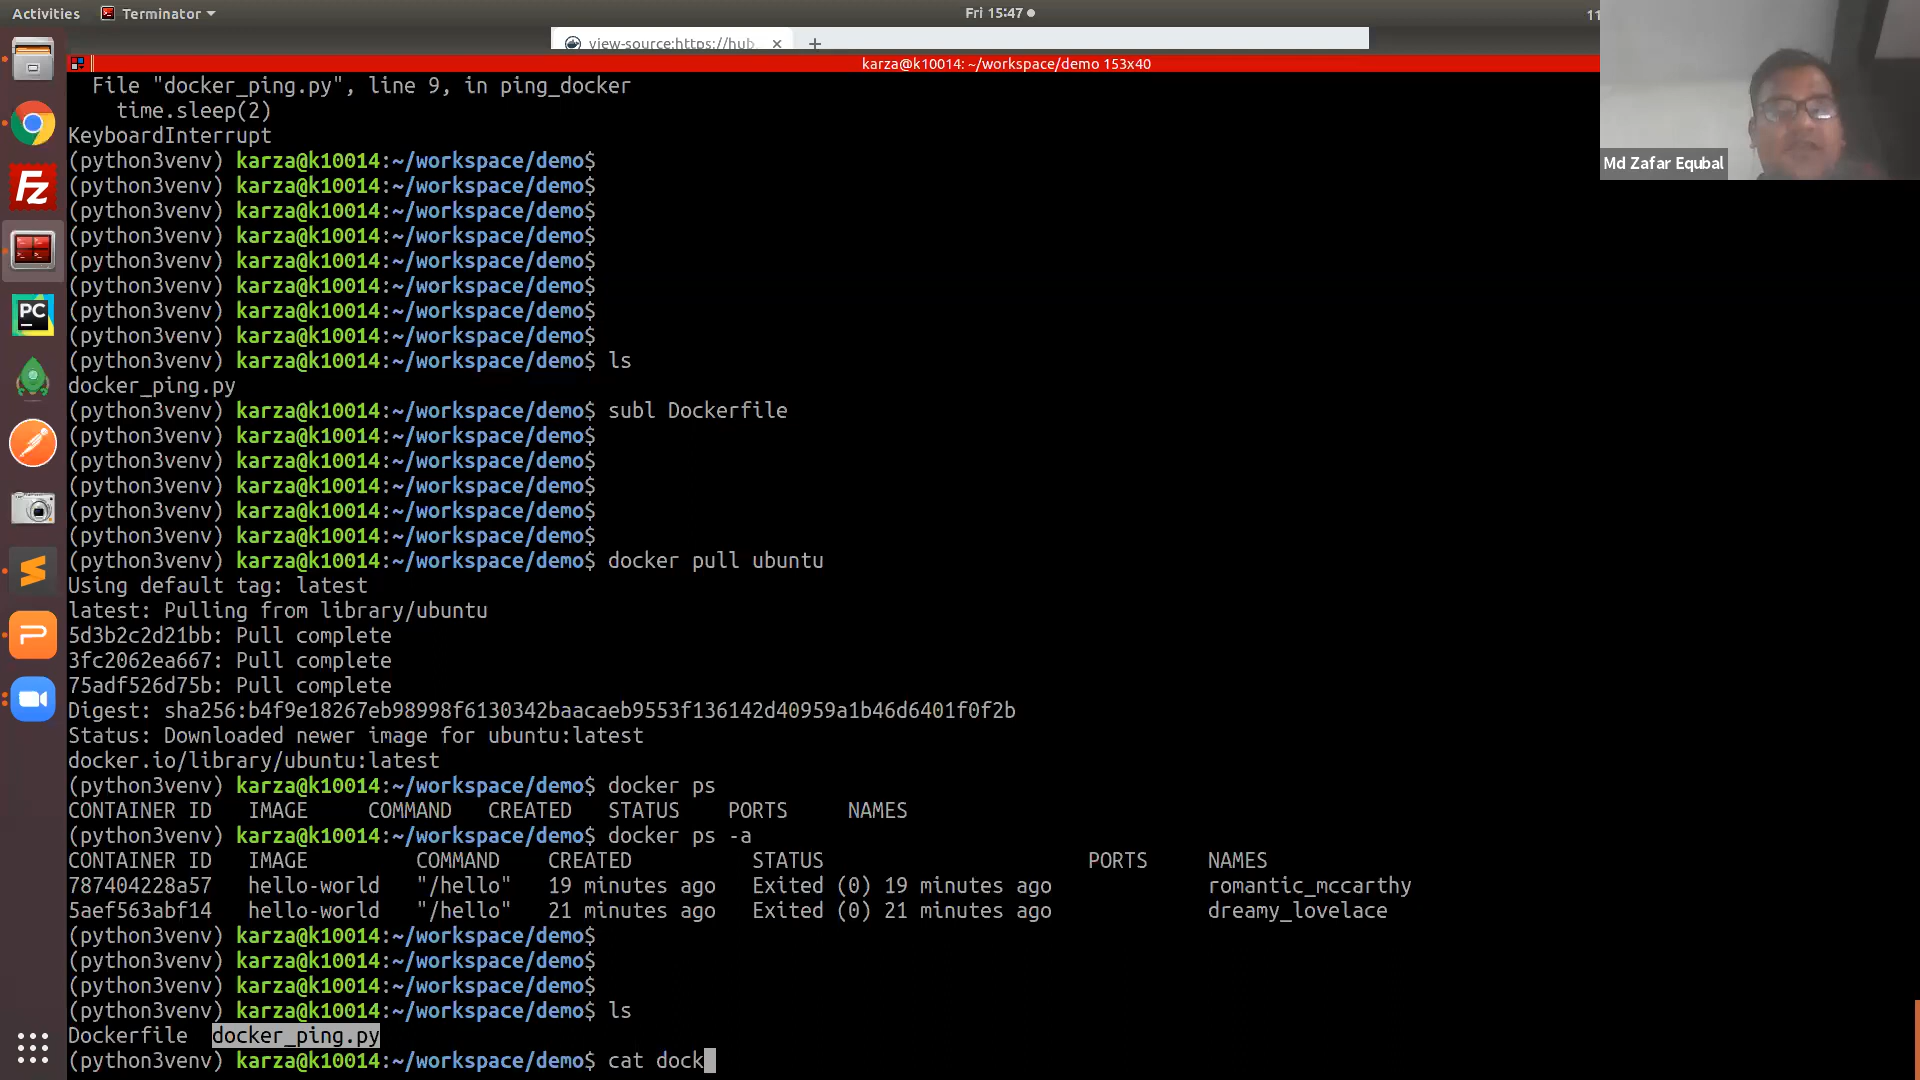 Activities
Terminator
Fri 15:47
view-source:https://hub.
karza@k10014: ~/workspace/demo 153x40
File "docker_ping.py", line 9, in ping_docker
time.sleep(2)
KeyboardInterrupt
(python3venv) karza@k10014:~/workspace/demo$
(python3venv) karza@k10014:~/workspace/demo$
(python3venv) karza@k10014:~/workspace/demo$
(python3venv) karza@k10014:~/workspace/demo$
(python3venv) karza@k10014:~/workspace/demo$
(python3venv) karza@k10014:~/workspace/demo$
(python3venv) karza@k10014:~/workspace/demo$
(python3venv) karza@k10014:~/workspace/demo$
(python3venv) karza@k10014:~/workspace/demo$ ls
docker_ping.py
(python3venv) karza@k10014:~/workspace/demo$ subl Dockerfile
(python3venv) karza@k10014:~/workspace/demo$
(python3venv) karza@k10014:~/workspace/demo$
(python3venv) karza@k10014:~/workspace/demo$
(python3venv) karza@k10014:~/workspace/demo$
(python3venv) karza@k10014:~/workspace/demo$
(python3venv) karza@k10014:~/workspace/demo$ docker pull ubuntu
Using default tag: latest
latest: Pulling from library/ubuntu
5d3b2c2d21bb: Pull complete
3fc2062ea667: Pull complete
75adf526d75b: Pull complete
Digest: sha256:b4f9e18267eb98998f6130342baacaeb9553f136142d40959a1b46d6401f0f2b
Status: Downloaded newer image for ubuntu:latest
docker.io/library/ubuntu:latest
(python3venv) karza@k10014:~/workspace/demo$ docker ps
CONTAINER ID IMAGE COMMAND CREATED STATUS PORTS NAMES
(python3venv) karza@k10014:~/workspace/demo$ docker ps -a
CONTAINER ID IMAGE COMMAND CREATED STATUS PORTS NAMES
787404228a57 hello-world "/hello" 19 minutes ago Exited (0) 19 minutes ago romantic_mccarthy
5aef563abf14 hello-world "/hello" 21 minutes ago Exited (0) 21 minutes ago dreamy_lovelace
(python3venv) karza@k10014:~/workspace/demo$
(python3venv) karza@k10014:~/workspace/demo$
(python3venv) karza@k10014:~/workspace/demo$
(python3venv) karza@k10014:~/workspace/demo$ ls
Dockerfile docker_ping.py
(python3venv) karza@k10014:~/workspace/demo$ cat dock
Md Zafar Equbal
Fz
PC